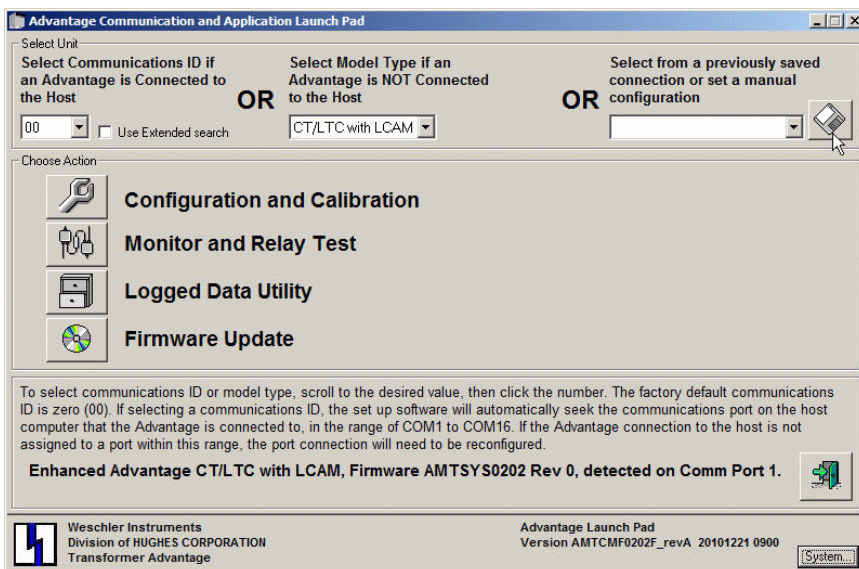 Advantage Communication and Application Launch Pad
Select Unit
Select Communications ID if
an Advantage is Connected to
the Host
OR
Select Model Type if an
Advantage is NOT Connected
to the Host
OR
Select from a previously saved
connection or set a manual
configuration
00
Use Extended search
CT/LTC with LCAM
Choose Action
Configuration and Calibration
Monitor and Relay Test
Logged Data Utility
Firmware Update
To select communications ID or model type, scroll to the desired value, then click the number. The factory default communications
ID is zero (00). If selecting a communications ID, the set up software will automatically seek the communications port on the host
computer that the Advantage is connected to, in the range of COM1 to COM16. If the Advantage connection to the host is not
assigned to a port within this range, the port connection will need to be reconfigured.
Enhanced Advantage CT/LTC with LCAM, Firmware AMTSYS0202 Rev 0, detected on Comm Port 1.
Weschler Instruments
Division of HUGHES CORPORATION
Transformer Advantage
Advantage Launch Pad
Version AMTCMF0202F_revA 20101221 0900
System...